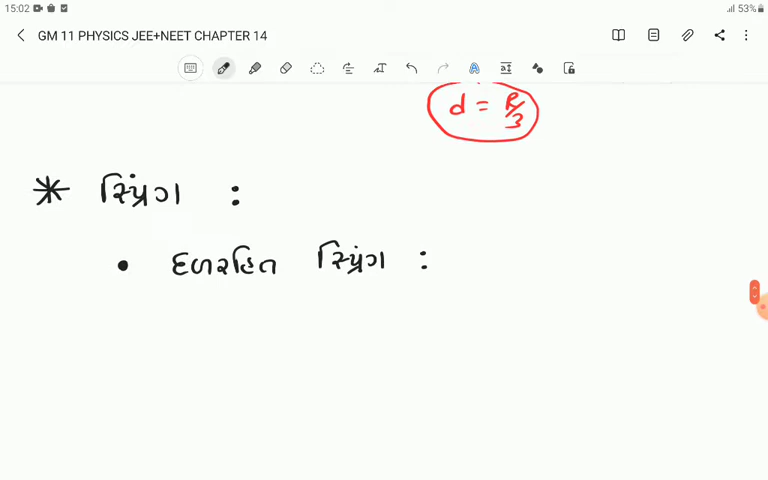 15:02 53%
GM 11 PHYSICS JEE+NEET CHAPTER 14
d = R/3
* સ્પ્રિંગ :
• દળરહિત સ્પ્રિંગ :